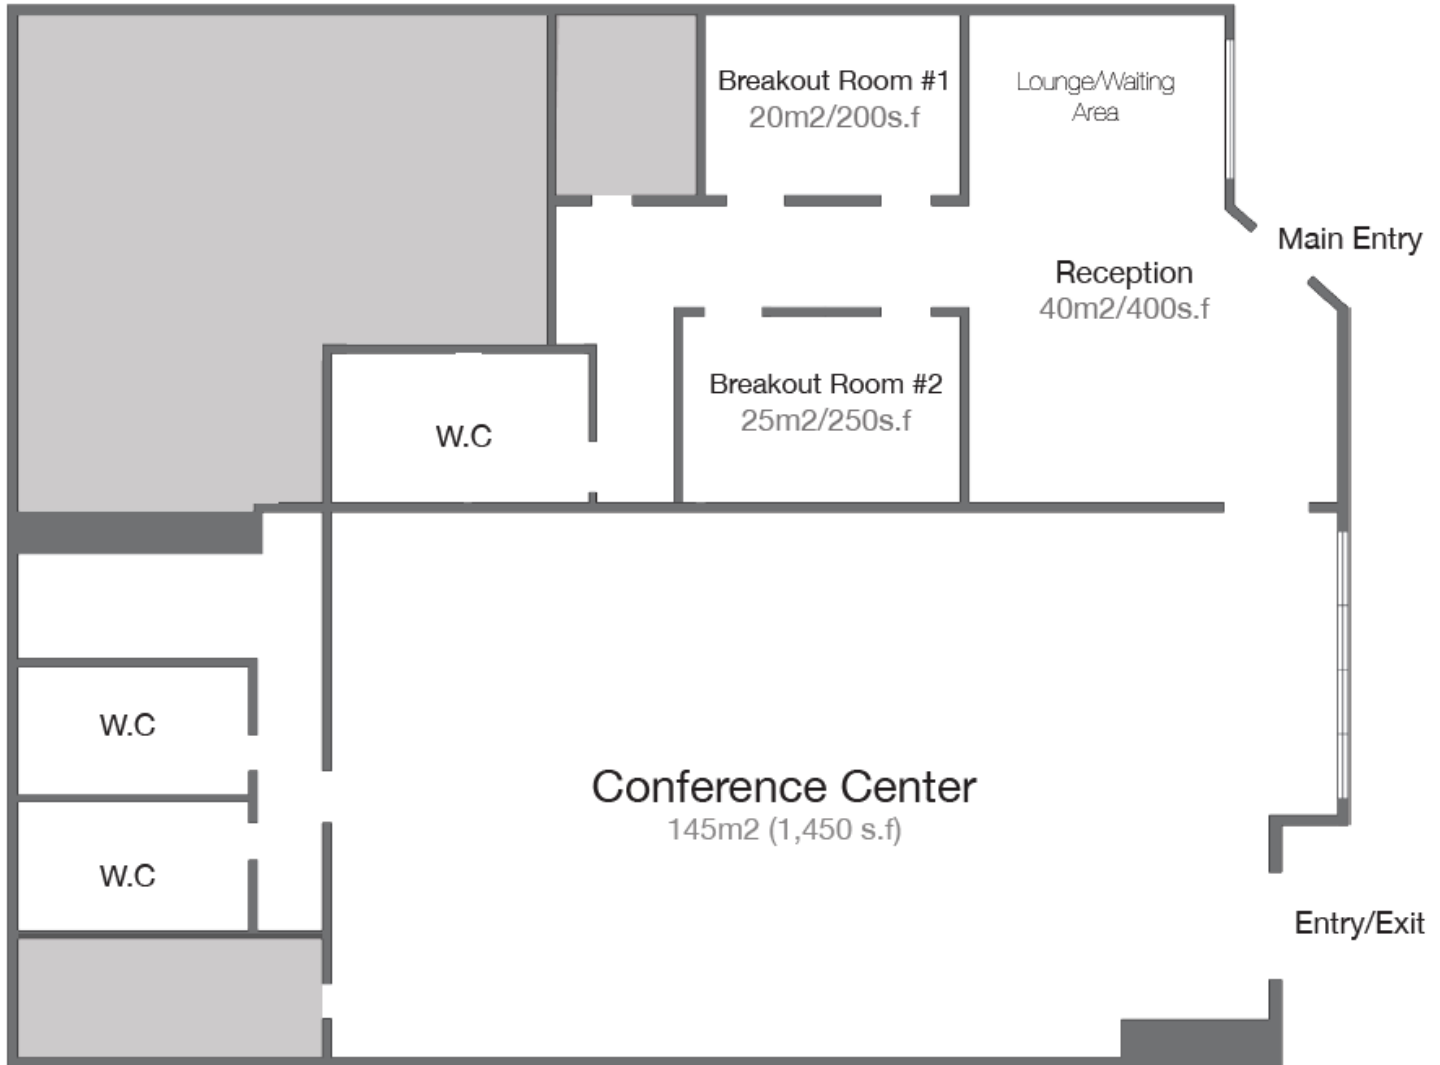 Breakout Room #1
20m2/200s.f
Lounge/Waiting
Area
Main Entry
Reception
40m2/400s.f
Breakout Room #2
25m2/250s.f
W.C
W.C
Conference Center
145m2 (1,450 s.f)
W.C
Entry/Exit